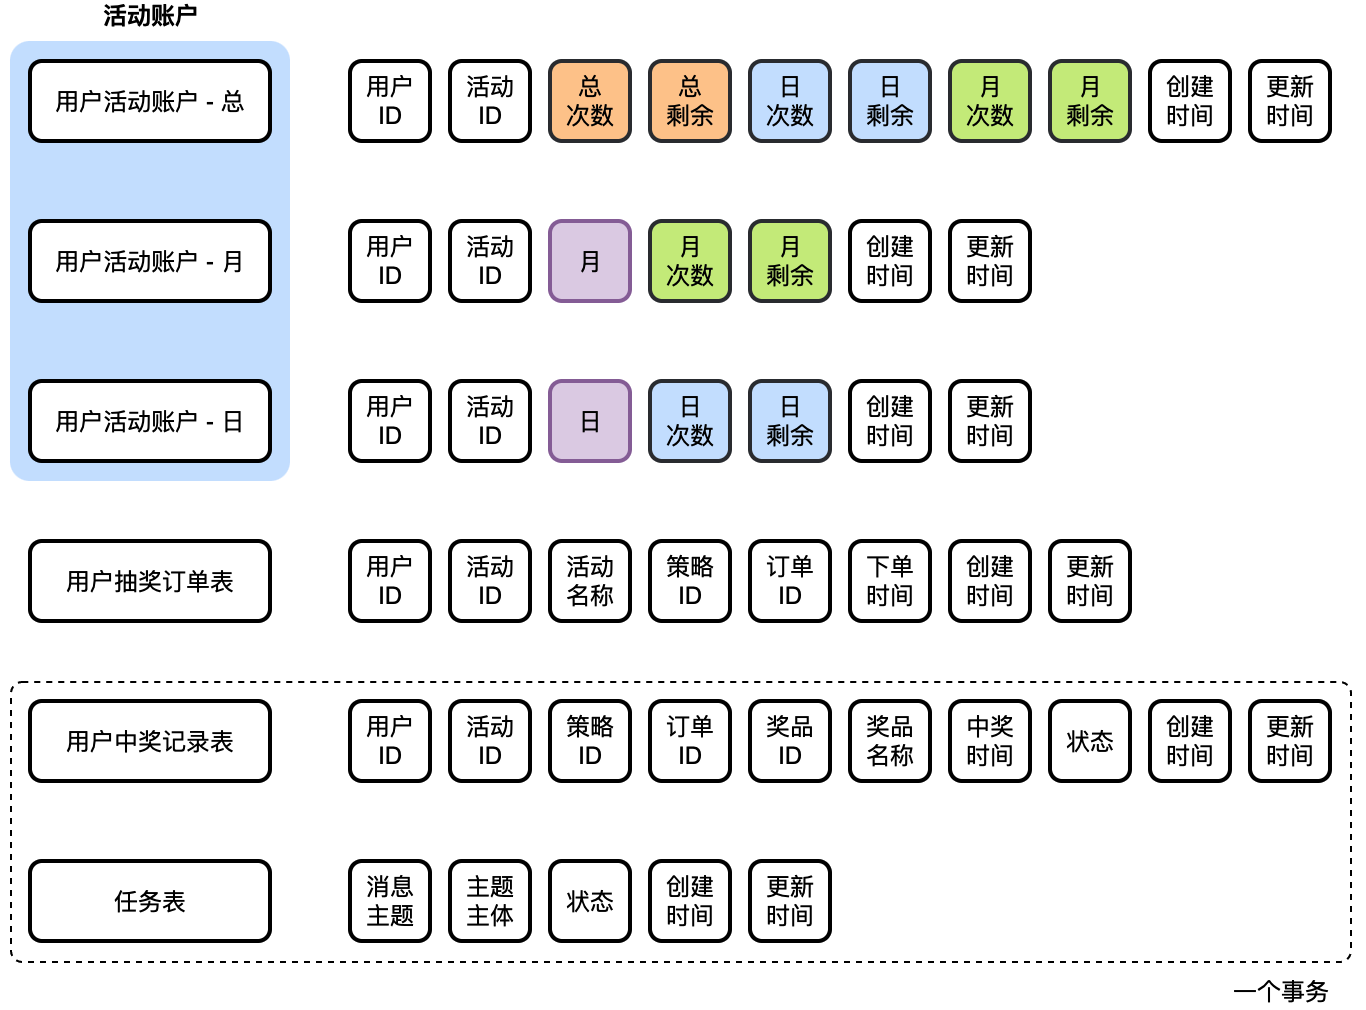 活动账户
用户活动账户 - 总
用户
ID
活动
ID
总
次数
总
剩余
日
次数
日
剩余
月
次数
月
剩余
创建
时间
更新
时间
用户活动账户 - 月
用户
ID
活动
ID
月
月
次数
月
剩余
创建
时间
更新
时间
用户活动账户 - 日
用户
ID
活动
ID
日
日
次数
日
剩余
创建
时间
更新
时间
用户抽奖订单表
用户
ID
活动
ID
活动
名称
策略
ID
订单
ID
下单
时间
创建
时间
更新
时间
用户中奖记录表
用户
ID
活动
ID
策略
ID
订单
ID
奖品
ID
奖品
名称
中奖
时间
状态
创建
时间
更新
时间
任务表
消息
主题
主题
主体
状态
创建
时间
更新
时间
一个事务